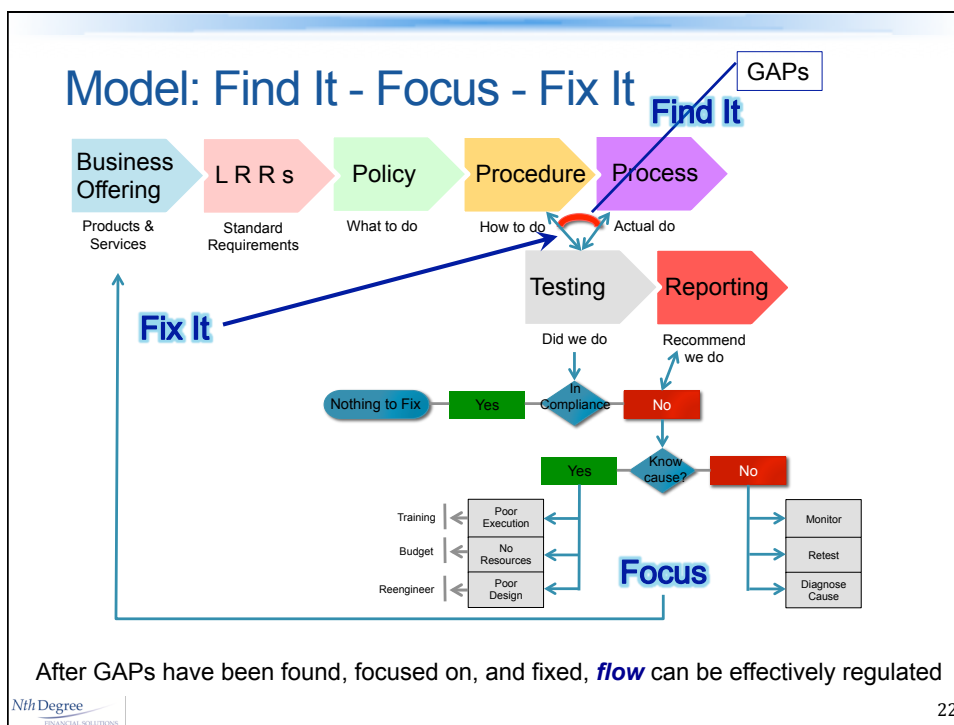 GAPs
Model: Find It - Focus - Fix It
Find It
Business
Offering
L R R s
Policy
Procedure
Process
Products &
Services
Standard
Requirements
What to do
How to do
Actual do
Testing
Reporting
Fix It
Did we do
Recommend
we do
Nothing to Fix
Yes
In
Compliance
No
Yes
Know
cause?
No
Training
Poor
Execution
Monitor
Budget
No
Resources
Retest
Reengineer
Poor
Design
Focus
Diagnose
Cause
After GAPs have been found, focused on, and fixed, flow can be effectively regulated
Nth Degree
FINANCIAL SOLUTIONS
22